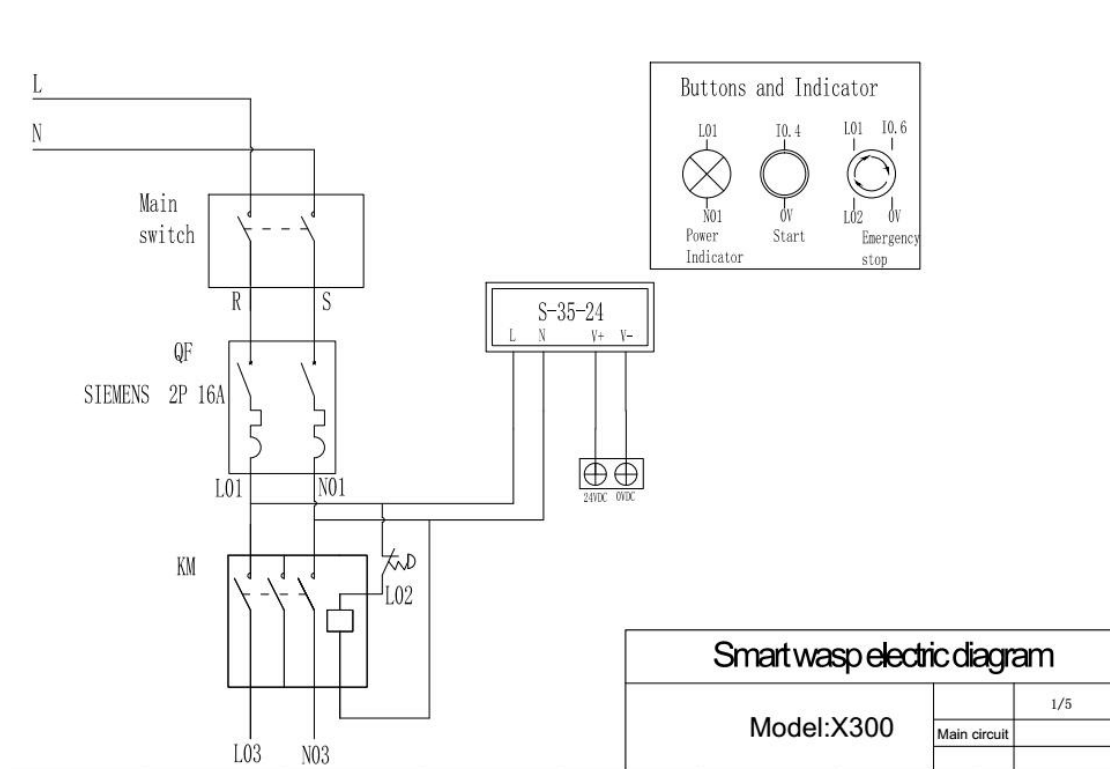 L
N
Main
switch
R
S
QF
SIEMENS 2P 16A
L01
N01
KM
L02
L03
N03
S-35-24
L N V+ V-
24VDC 0VDC
Buttons and Indicator
L01
N01
Power
Indicator
I0.4
0V
Start
L01 I0.6
L02 0V
Emergency
stop
Smart wasp electric diagram
Model:X300
1/5
Main circuit